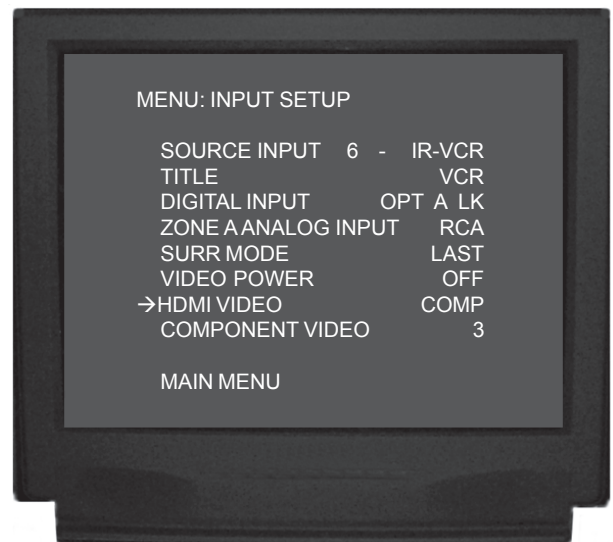 MENU: INPUT SETUP
SOURCE INPUT 6 - IR-VCR
TITLE VCR
DIGITAL INPUT OPT A LK
ZONE A ANALOG INPUT RCA
SURR MODE LAST
VIDEO POWER OFF
→HDMI VIDEO COMP
COMPONENT VIDEO 3
MAIN MENU